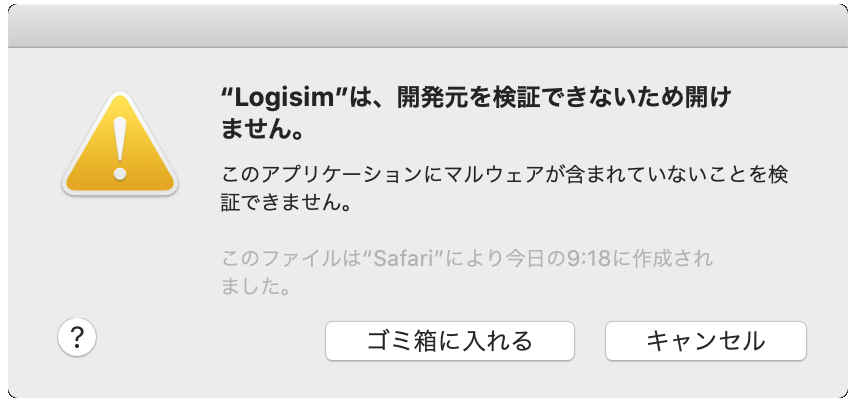 “Logisim”は、開発元を検証できないため開け
ません。
このアプリケーションにマルウェアが含まれていないことを検
証できません。
このファイルは“Safari”により今日の9:18に作成され
ました。
?
ゴミ箱に入れる
キャンセル